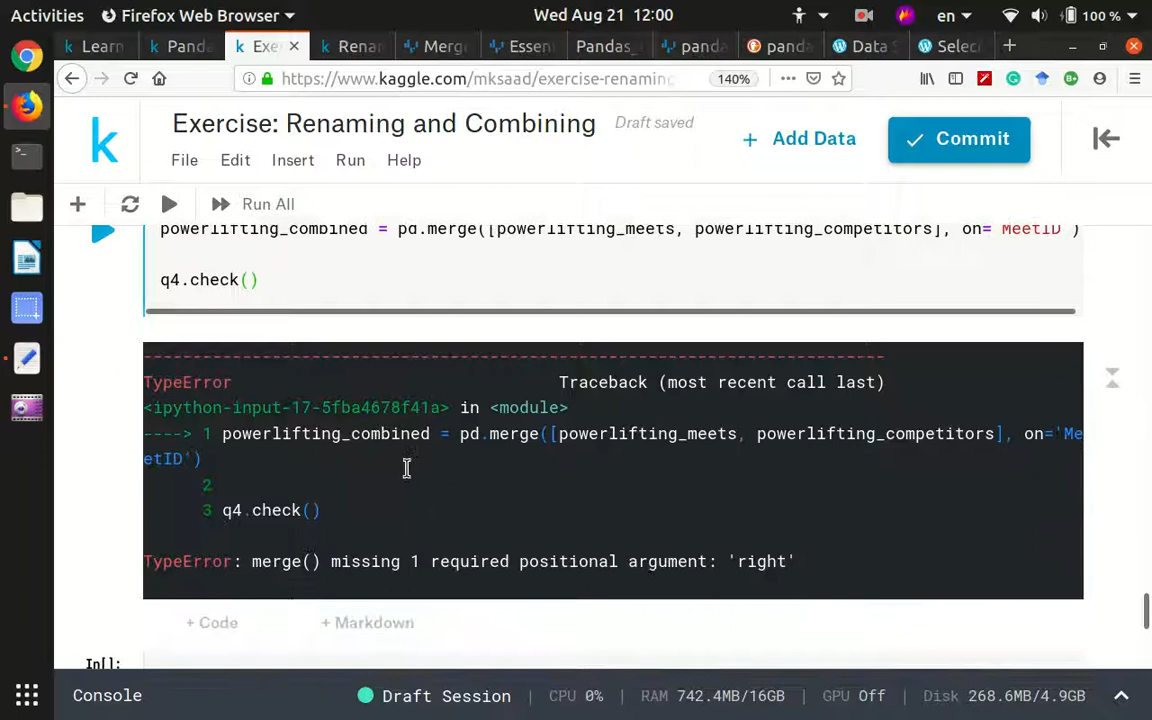 Activities Firefox Web Browser Wed Aug 21 12:00 en 100 %
Learn Panda Exe Renam Merg Essen Pandas_ panda panda Data S Selec
https://www.kaggle.com/mksaad/exercise-renaming 140%
Exercise: Renaming and Combining Draft saved
+ Add Data Commit
File Edit Insert Run Help
Run All
powerlifting_combined = pd.merge([powerlifting_meets, powerlifting_competitors], on='MeetID')
q4.check()
---------------------------------------------------------------------------
TypeError Traceback (most recent call last)
<ipython-input-17-5fba4678f41a> in <module>
----> 1 powerlifting_combined = pd.merge([powerlifting_meets, powerlifting_competitors], on='Me
etID')
2
3 q4.check()
TypeError: merge() missing 1 required positional argument: 'right'
+ Code + Markdown
In[]:
Console Draft Session CPU 0% RAM 742.4MB/16GB GPU Off Disk 268.6MB/4.9GB